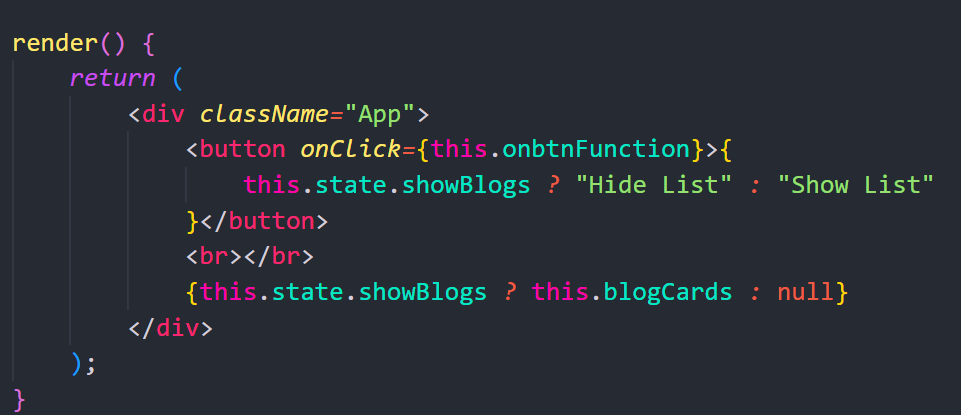 render() {
return (
<div className="App">
<button onClick={this.onbtnFunction}>{
this.state.showBlogs ? "Hide List" : "Show List"
}</button>
<br></br>
{this.state.showBlogs ? this.blogCards : null}
</div>
);
}